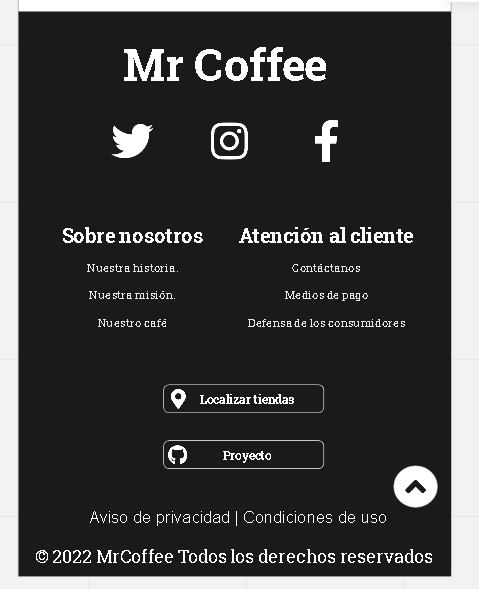 Mr Coffee
Sobre nosotros
Nuestra historia.
Nuestra misión.
Nuestro café
Atención al cliente
Contáctanos
Medios de pago
Defensa de los consumidores
Localizar tiendas
Proyecto
Aviso de privacidad | Condiciones de uso
© 2022 MrCoffee Todos los derechos reservados